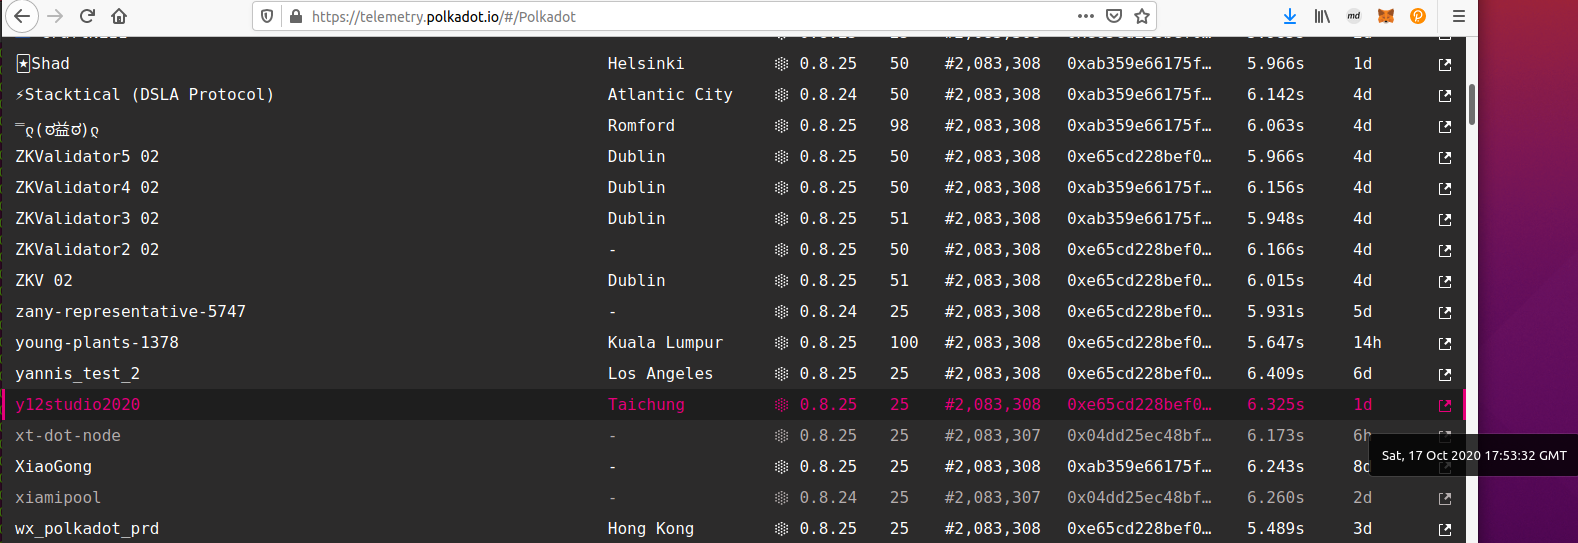 https://telemetry.polkadot.io/#/Polkadot
🃏Shad Helsinki 0.8.25 50 #2,083,308 0xab359e66175f… 5.966s 1d
⚡Stacktical (DSLA Protocol) Atlantic City 0.8.24 50 #2,083,308 0xab359e66175f… 6.142s 4d
‾͇ρ(ಠ益ಠ)ρ Romford 0.8.25 98 #2,083,308 0xab359e66175f… 6.063s 4d
ZKValidator5 02 Dublin 0.8.25 50 #2,083,308 0xe65cd228bef0… 5.966s 4d
ZKValidator4 02 Dublin 0.8.25 50 #2,083,308 0xab359e66175f… 6.156s 4d
ZKValidator3 02 Dublin 0.8.25 51 #2,083,308 0xab359e66175f… 5.948s 4d
ZKValidator2 02 - 0.8.25 50 #2,083,308 0xe65cd228bef0… 6.166s 4d
ZKV 02 Dublin 0.8.25 51 #2,083,308 0xe65cd228bef0… 6.015s 4d
zany-representative-5747 - 0.8.24 25 #2,083,308 0xe65cd228bef0… 5.931s 5d
young-plants-1378 Kuala Lumpur 0.8.25 100 #2,083,308 0xe65cd228bef0… 5.647s 14h
yannis_test_2 Los Angeles 0.8.25 25 #2,083,308 0xe65cd228bef0… 6.409s 6d
y12studio2020 Taichung 0.8.25 25 #2,083,308 0xe65cd228bef0… 6.325s 1d
xt-dot-node - 0.8.25 25 #2,083,307 0x04dd25ec48bf… 6.173s 6h
Sat, 17 Oct 2020 17:53:32 GMT
XiaoGong - 0.8.25 25 #2,083,308 0xab359e66175f… 6.243s 8d
xiamipool - 0.8.24 25 #2,083,307 0x04dd25ec48bf… 6.260s 2d
wx_polkadot_prd Hong Kong 0.8.25 25 #2,083,308 0xe65cd228bef0… 5.489s 3d